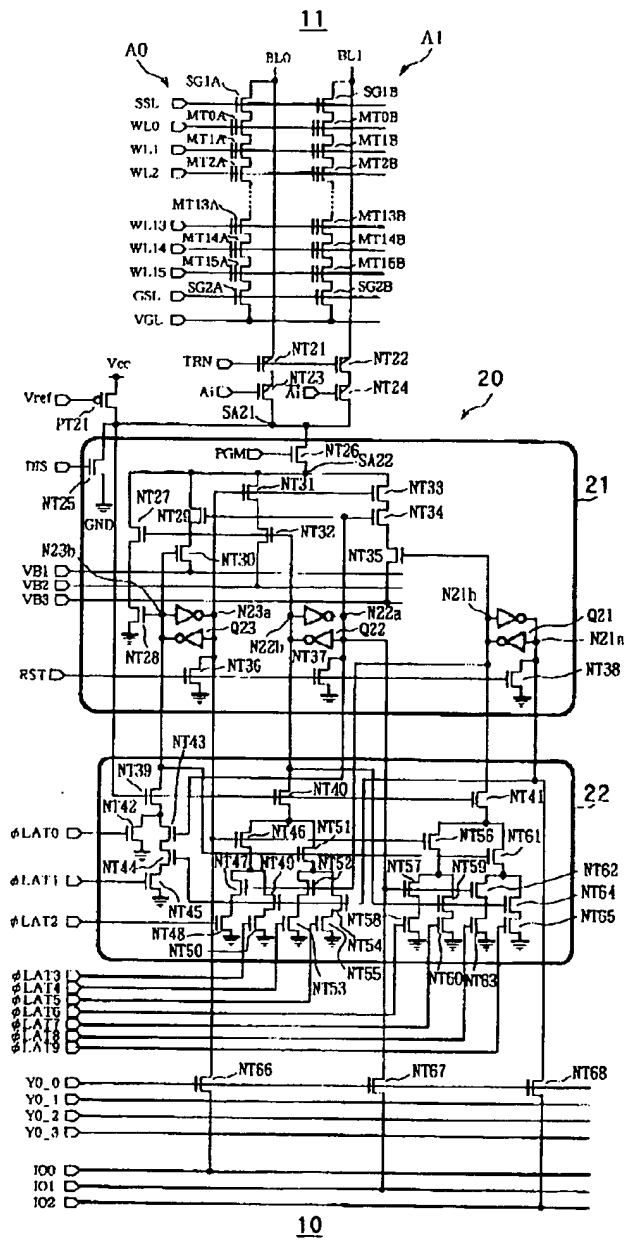 11
A0 BL0 BL1 A1
SG1A SG1B
SSL
MT0A MT0B
WL0
MT1A MT1B
WL1
MT2A MT2B
WL2
MT13A MT13B
WL13
MT14A MT14B
WL14
MT15A MT15B
WL15
SG2A SG2B
GSL
VGL
TRN NT21 NT22
Vcc
NT23 NT24
Vref Ai Ai
PT21 SA21 20
PGM NT26
SA22
DIS NT27 NT31 NT33 21
NT25 NT29 NT32 NT34
GND
N23b NT30 NT35
VB1
VB2
VB3
N23a N22a N21b
Q23 N22b Q22 Q21
N21a
NT28 NT36 NT37 NT38
RST
NT43
NT39 NT40 NT41 22
NT42 NT46 NT51 NT56 NT61
φLAT0
NT44 NT47 NT49 NT52 NT57 NT59 NT62
φLAT1 NT58 NT64
NT45 NT65
φLAT2
NT48 NT54
NT50 NT55 NT60 NT63
NT53
φLAT3
φLAT4
φLAT5
φLAT6
φLAT7
φLAT8
φLAT9
NT66 NT67 NT68
Y0_0
Y0_1
Y0_2
Y0_3
IO0
IO1
IO2
10